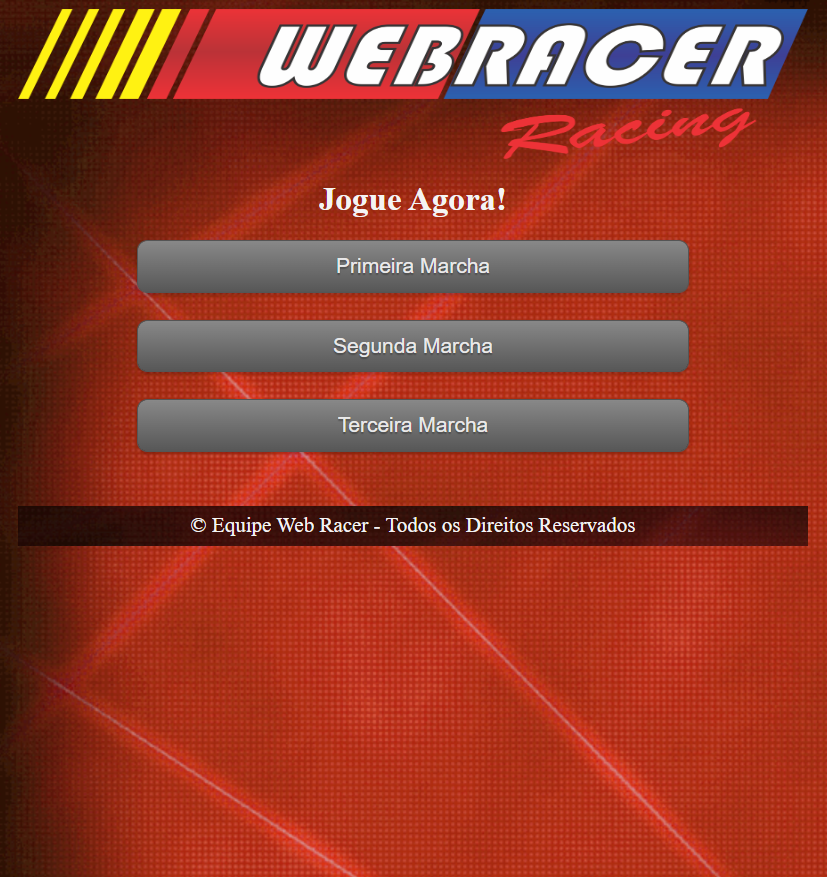 WEBRACER
Racing
Jogue Agora!
Primeira Marcha
Segunda Marcha
Terceira Marcha
© Equipe Web Racer - Todos os Direitos Reservados